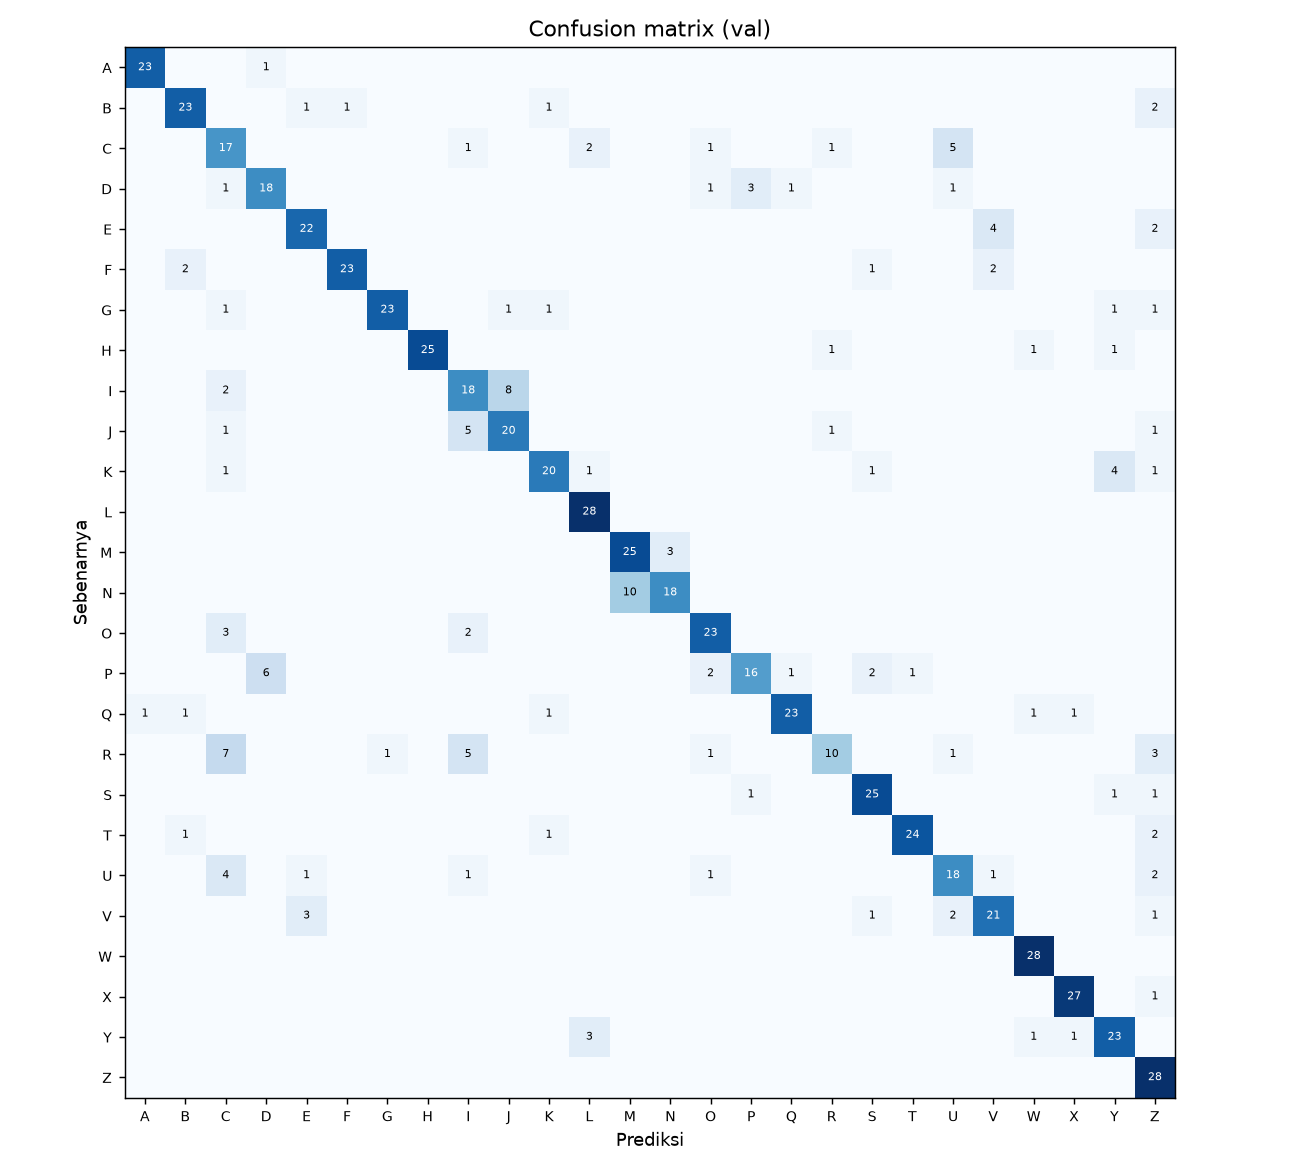 Confusion matrix (val)
A 23 1
B 23 1 1 1 2
C 17 1 2 1 1 5
D 1 18 1 3 1 1
E 22 4 2
F 2 23 1 2
G 1 23 1 1 1 1
H 25 1 1 1
I 2 18 8
J 1 5 20 1 1
K 1 20 1 1 4 1
L 28
M 25 3
N 10 18
O 3 2 23
P 6 2 16 1 2 1
Q 1 1 1 23 1 1
R 7 1 5 1 10 1 3
S 1 25 1 1
T 1 1 24 2
U 4 1 1 1 18 1 2
V 3 1 2 21 1
W 28
X 27 1
Y 3 1 1 23
Z 28
Sebenarnya
A B C D E F G H I J K L M N O P Q R S T U V W X Y Z
Prediksi